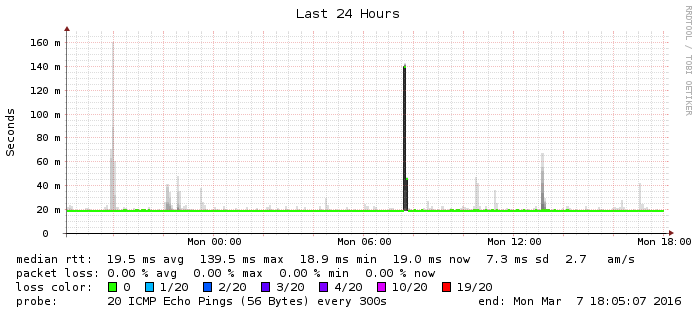 Last 24 Hours
RRDTOOL / TOBI OETIKER
Seconds
160 m
140 m
120 m
100 m
80 m
60 m
40 m
20 m
0
Mon 00:00 Mon 06:00 Mon 12:00 Mon 18:00
median rtt: 19.5 ms avg 139.5 ms max 18.9 ms min 19.0 ms now 7.3 ms sd 2.7 am/s
packet loss: 0.00 % avg 0.00 % max 0.00 % min 0.00 % now
loss color: 0 1/20 2/20 3/20 4/20 10/20 19/20
probe: 20 ICMP Echo Pings (56 Bytes) every 300s end: Mon Mar 7 18:05:07 2016